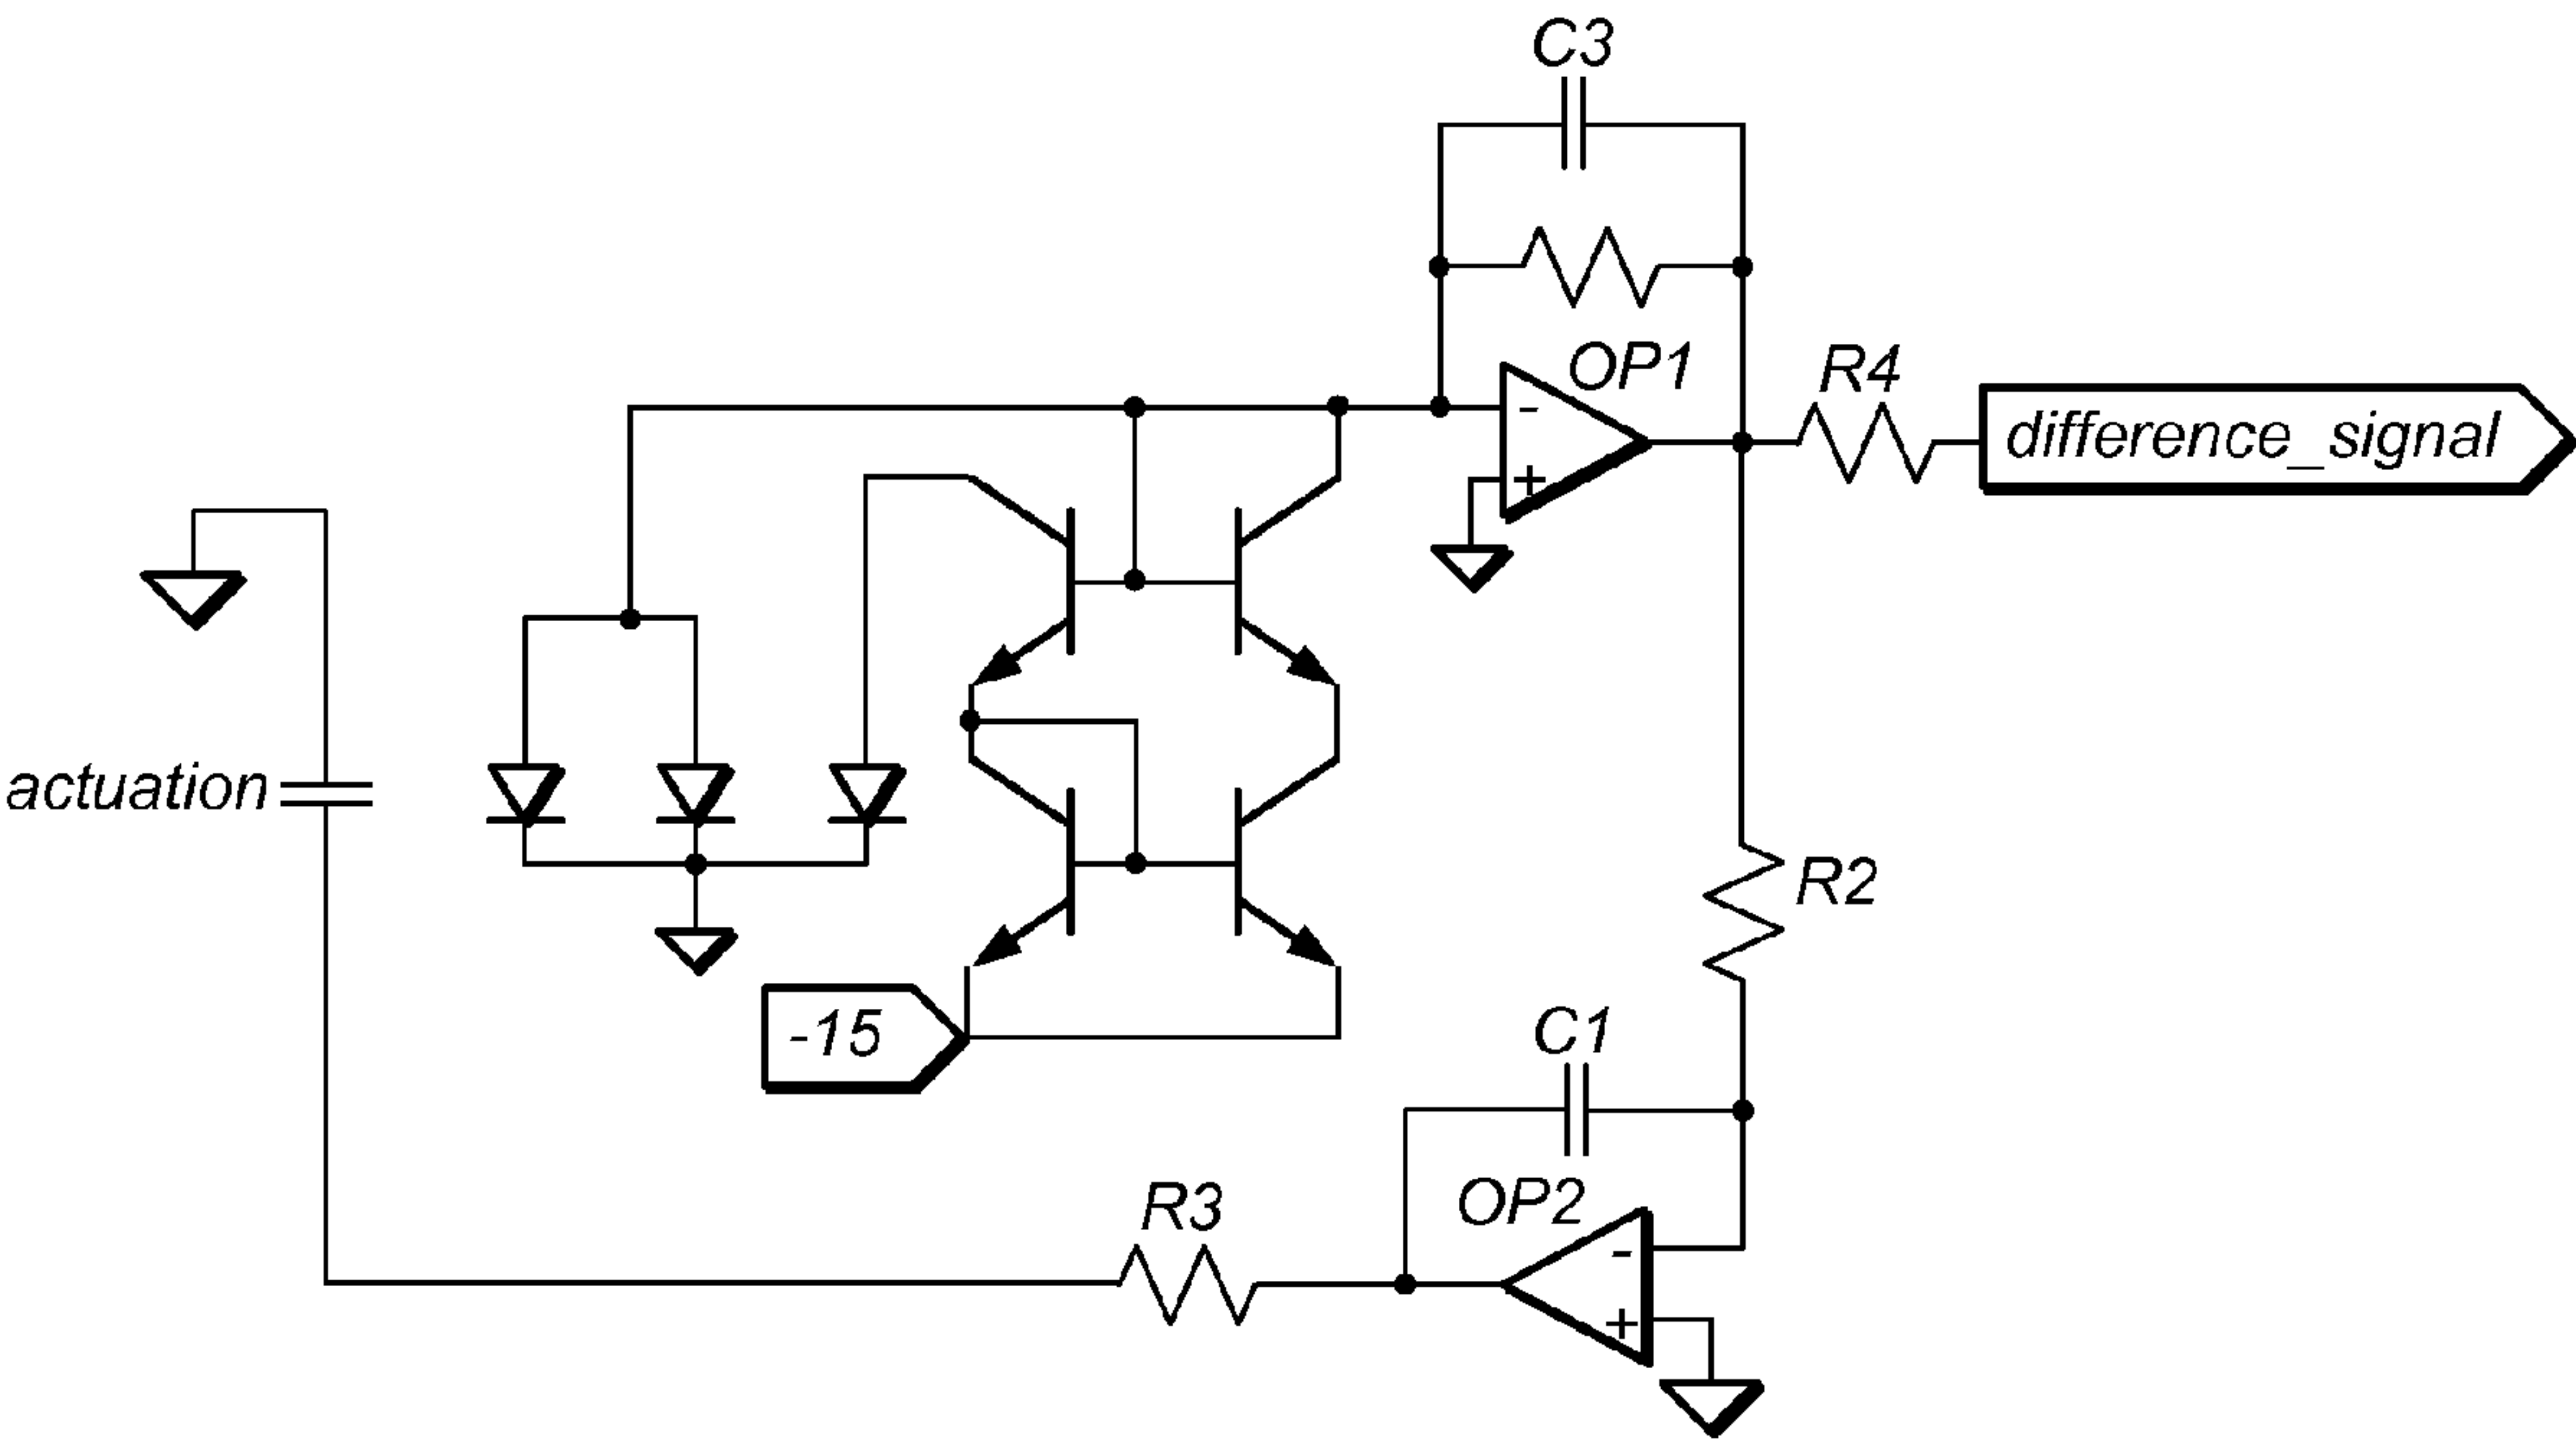 C3
OP1
R4
-
+
difference_signal
actuation
R2
-15
C1
R3
OP2
-
+